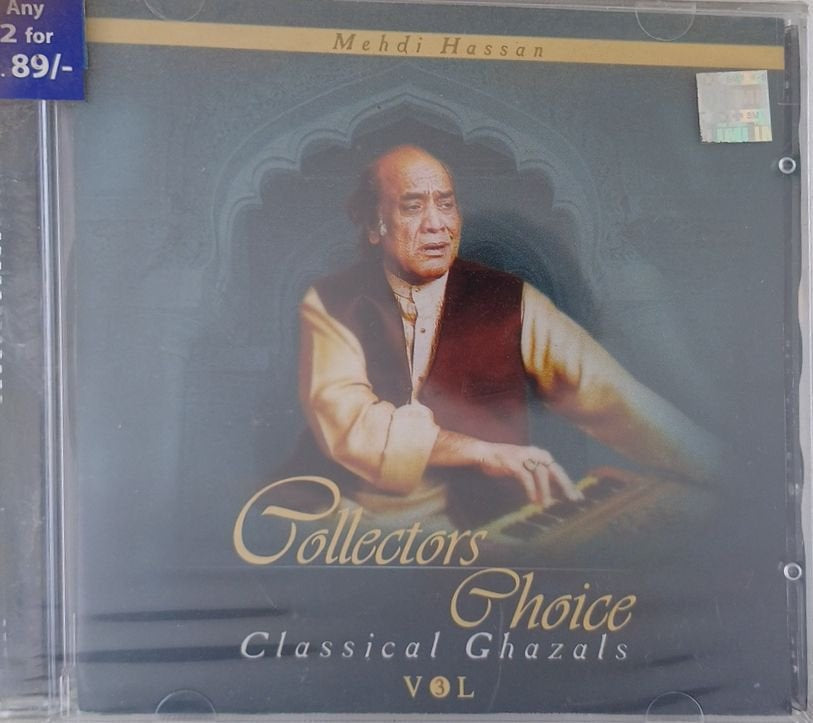 Any
2 for
. 89/-
Mehdi Hassan
Collectors
Choice
Classical Ghazals
V3L